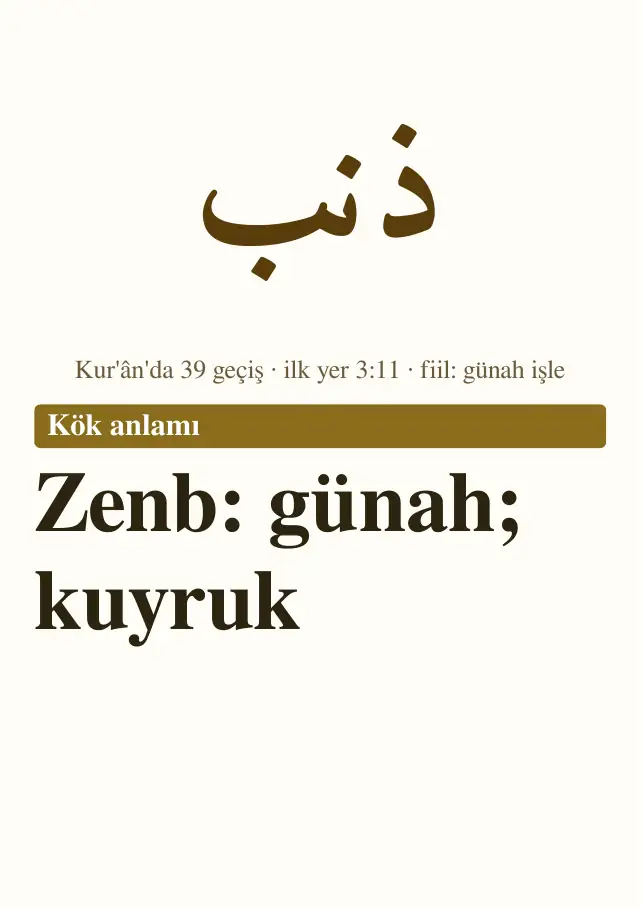 ذنب
Kur'ân'da 39 geçiş · ilk yer 3:11 · fiil: günah işle
Kök anlamı
Zenb: günah;
kuyruk